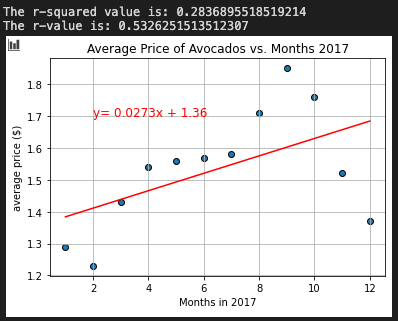 The r-squared value is: 0.2836895518519214
The r-value is: 0.5326251513512307
Average Price of Avocados vs. Months 2017
y= 0.0273x + 1.36
average price ($)
1.8
1.7
1.6
1.5
1.4
1.3
1.2
2 4 6 8 10 12
Months in 2017